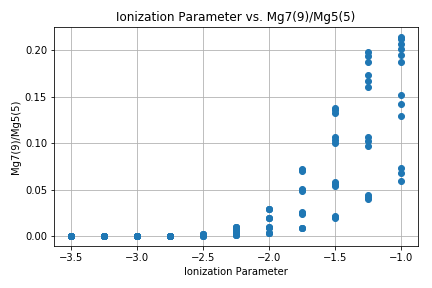 Ionization Parameter vs. Mg7(9)/Mg5(5)
Mg7(9)/Mg5(5)
0.20
0.15
0.10
0.05
0.00
−3.5 −3.0 −2.5 −2.0 −1.5 −1.0
Ionization Parameter